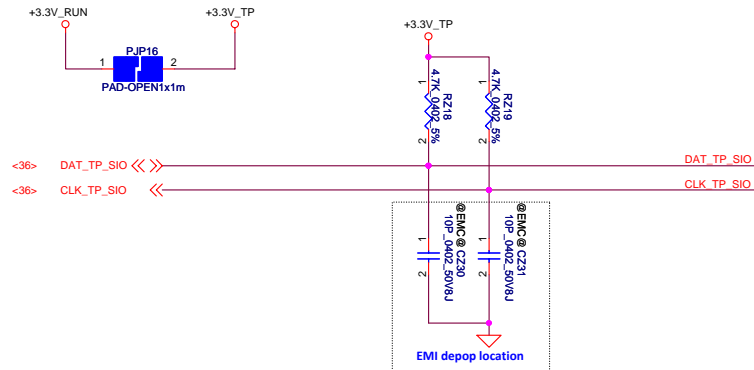 +3.3V_RUN
+3.3V_TP
PJP16
1
2
PAD-OPEN1x1m
+3.3V_TP
1
RZ18
4.7K_0402_5%
2
1
RZ19
4.7K_0402_5%
2
<36>
DAT_TP_SIO
DAT_TP_SIO
<36>
CLK_TP_SIO
CLK_TP_SIO
1
@EMC@ CZ30
10P_0402_50V8J
2
1
@EMC@ CZ31
10P_0402_50V8J
2
EMI depop location